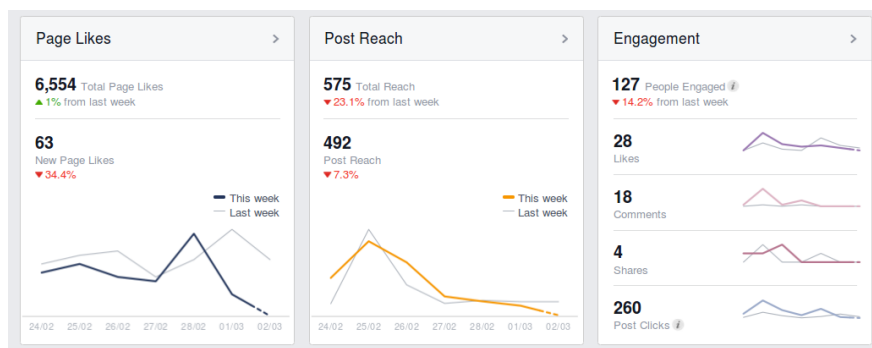 Page Likes
6,554 Total Page Likes
1% from last week
63
New Page Likes
34.4%
This week
Last week
24/02 25/02 26/02 27/02 28/02 01/03 02/03
Post Reach
575 Total Reach
23.1% from last week
492
Post Reach
7.3%
This week
Last week
24/02 25/02 26/02 27/02 28/02 01/03 02/03
Engagement
127 People Engaged i
14.2% from last week
28
Likes
18
Comments
4
Shares
260
Post Clicks i